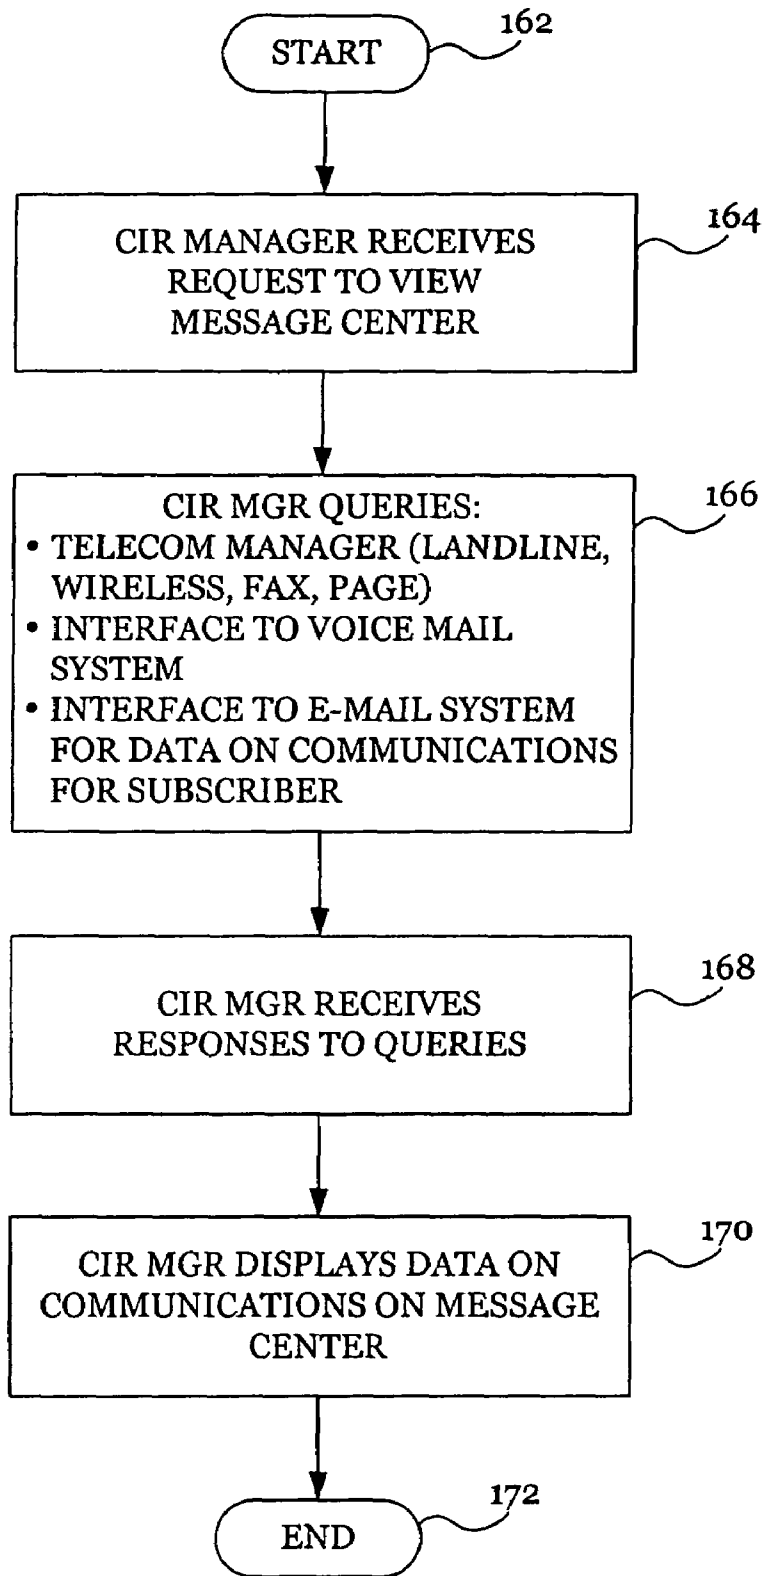 START
162
CIR MANAGER RECEIVES
REQUEST TO VIEW
MESSAGE CENTER
164
CIR MGR QUERIES:
• TELECOM MANAGER (LANDLINE,
WIRELESS, FAX, PAGE)
• INTERFACE TO VOICE MAIL
SYSTEM
• INTERFACE TO E-MAIL SYSTEM
FOR DATA ON COMMUNICATIONS
FOR SUBSCRIBER
166
CIR MGR RECEIVES
RESPONSES TO QUERIES
168
CIR MGR DISPLAYS DATA ON
COMMUNICATIONS ON MESSAGE
CENTER
170
END
172